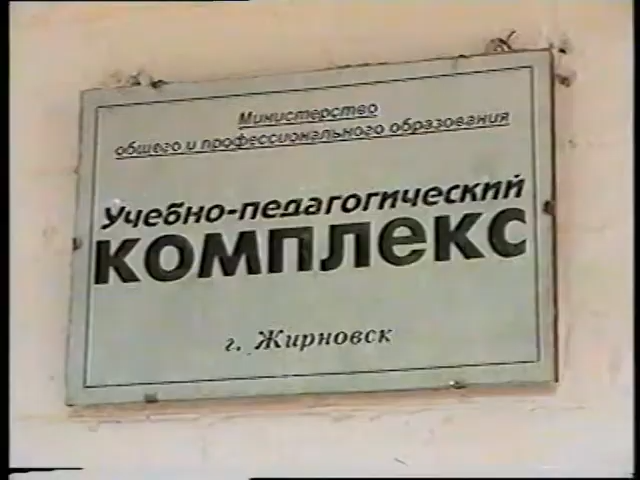 Министерство
общего и профессионального образования
Учебно-педагогический
КОМПЛЕКС
г. Жирновск